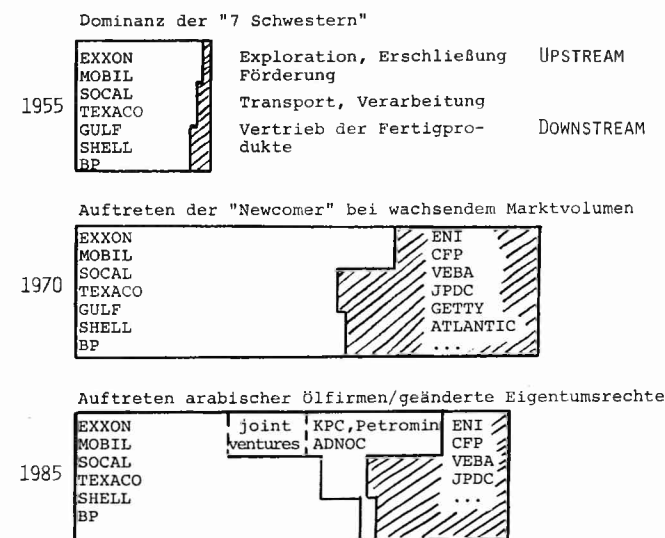 Dominanz der "7 Schwestern"
1955
EXXON
MOBIL
SOCAL
TEXACO
GULF
SHELL
BP
Exploration, Erschließung
Förderung
UPSTREAM
Transport, Verarbeitung
Vertrieb der Fertigpro-
dukte
DOWNSTREAM
Auftreten der "Newcomer" bei wachsendem Marktvolumen
1970
EXXON
MOBIL
SOCAL
TEXACO
GULF
SHELL
BP
ENI
CFP
VEBA
JPDC
GETTY
ATLANTIC
...
Auftreten arabischer Ölfirmen/geänderte Eigentumsrechte
1985
EXXON
MOBIL
SOCAL
TEXACO
SHELL
BP
joint
ventures
KPC,Petromin
ADNOC
ENI
CFP
VEBA
JPDC
...